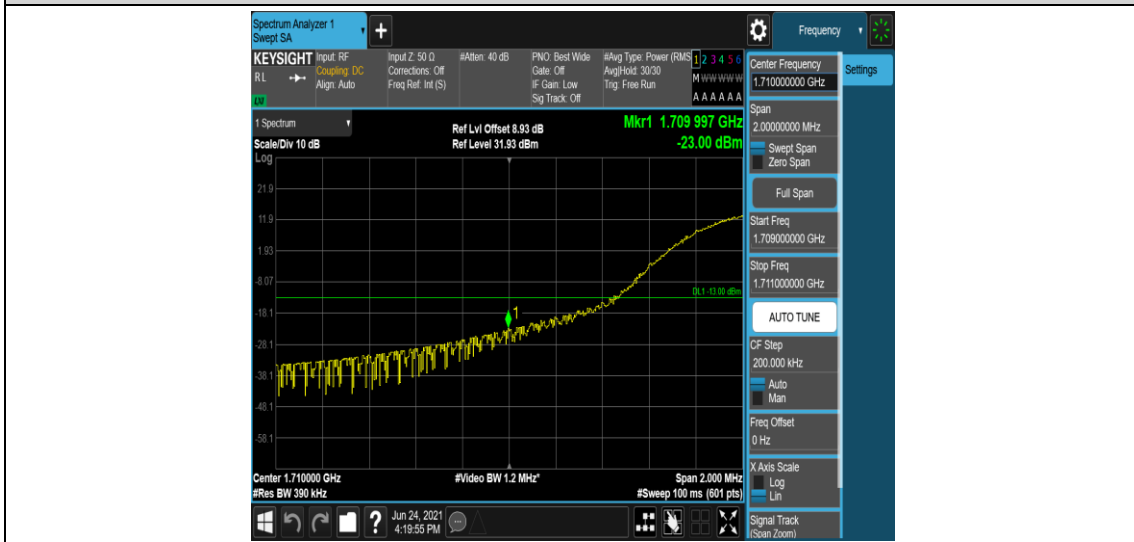 Spectrum Analyzer 1
Swept SA
+
Frequency
KEYSIGHT
RL
LXI
Input: RF
Coupling: DC
Align: Auto
Input Z: 50 Ω
Corrections: Off
Freq Ref: Int (S)
#Atten: 40 dB
PNO: Best Wide
Gate: Off
IF Gain: Low
Sig Track: Off
#Avg Type: Power (RMS
Avg|Hold: 30/30
Trig: Free Run
1 2 3 4 5 6
M W W W W W
A A A A A A
1 Spectrum
Scale/Div 10 dB
Ref Lvl Offset 8.93 dB
Ref Level 31.93 dBm
Mkr1 1.709 997 GHz
-23.00 dBm
Log
21.9
11.9
1.93
-8.07
DL1 -13.00 dBm
-18.1
1
-28.1
-38.1
-48.1
-58.1
Center 1.710000 GHz
#Res BW 390 kHz
#Video BW 1.2 MHz*
Span 2.000 MHz
#Sweep 100 ms (601 pts)
?
Jun 24, 2021
4:19:55 PM
Center Frequency
1.710000000 GHz
Settings
Span
2.00000000 MHz
Swept Span
Zero Span
Full Span
Start Freq
1.709000000 GHz
Stop Freq
1.711000000 GHz
AUTO TUNE
CF Step
200.000 kHz
Auto
Man
Freq Offset
0 Hz
X Axis Scale
Log
Lin
Signal Track
(Span Zoom)